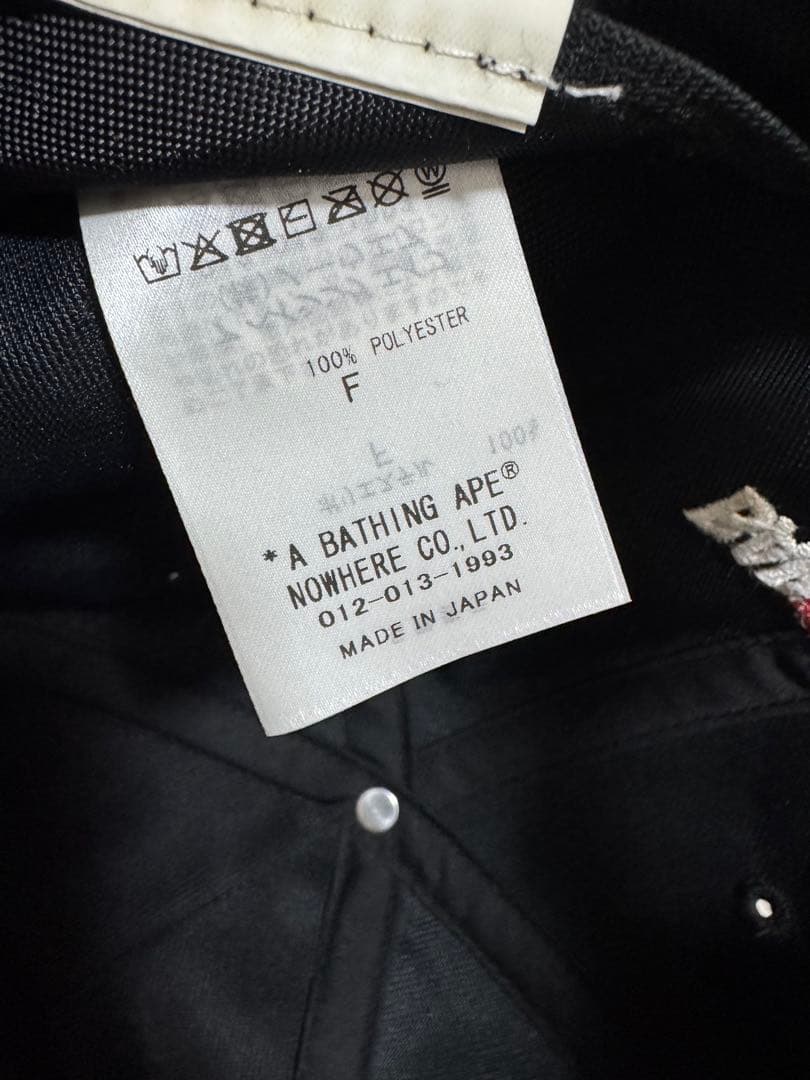 100% POLYESTER
F
*A BATHING APE®
NOWHERE CO., LTD.
012-013-1993
MADE IN JAPAN